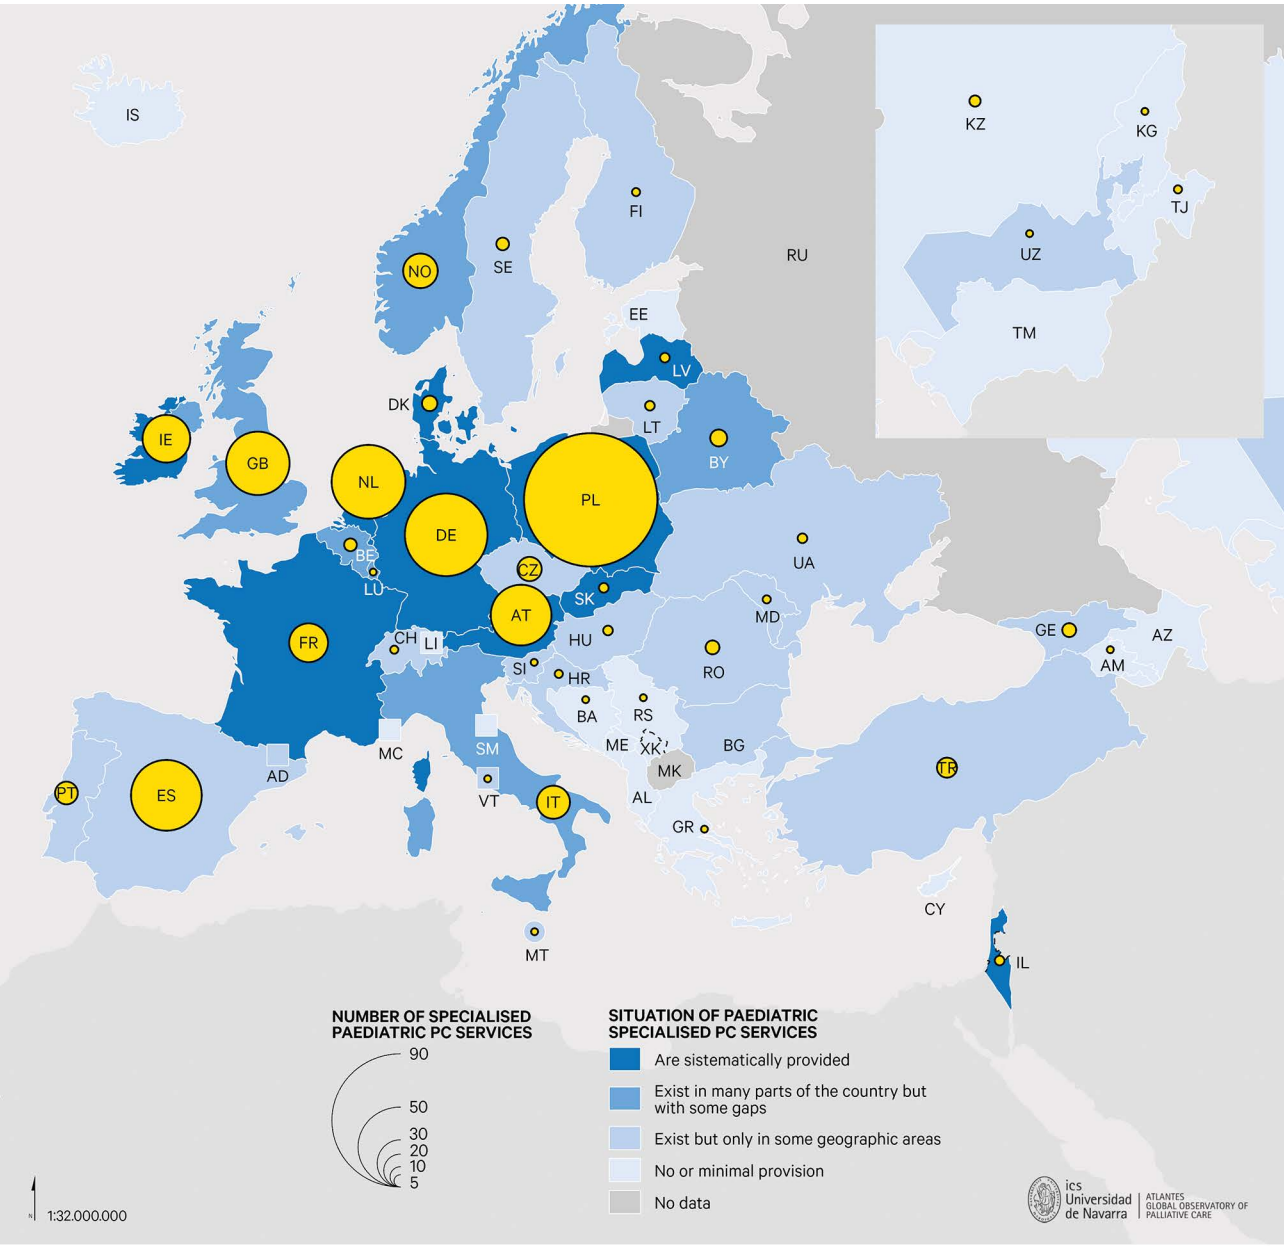 IS
KZ
KG
TJ
UZ
TM
FI
SE
NO
RU
EE
LV
DK
LT
BY
IE
GB
NL
PL
DE
BE
LU
CZ
UA
SK
AT
MD
FR
CH
LI
HU
GE
AZ
AM
SI
HR
RO
BA
RS
MC
SM
ME
XK
BG
MK
TR
AD
VT
IT
AL
PT
ES
GR
CY
MT
IL
NUMBER OF SPECIALISED
PAEDIATRIC PC SERVICES
90
50
30
20
10
5
SITUATION OF PAEDIATRIC
SPECIALISED PC SERVICES
Are sistematically provided
Exist in many parts of the country but
with some gaps
Exist but only in some geographic areas
No or minimal provision
No data
N
1:32.000.000
ics
Universidad
de Navarra
ATLANTES
GLOBAL OBSERVATORY OF
PALLIATIVE CARE